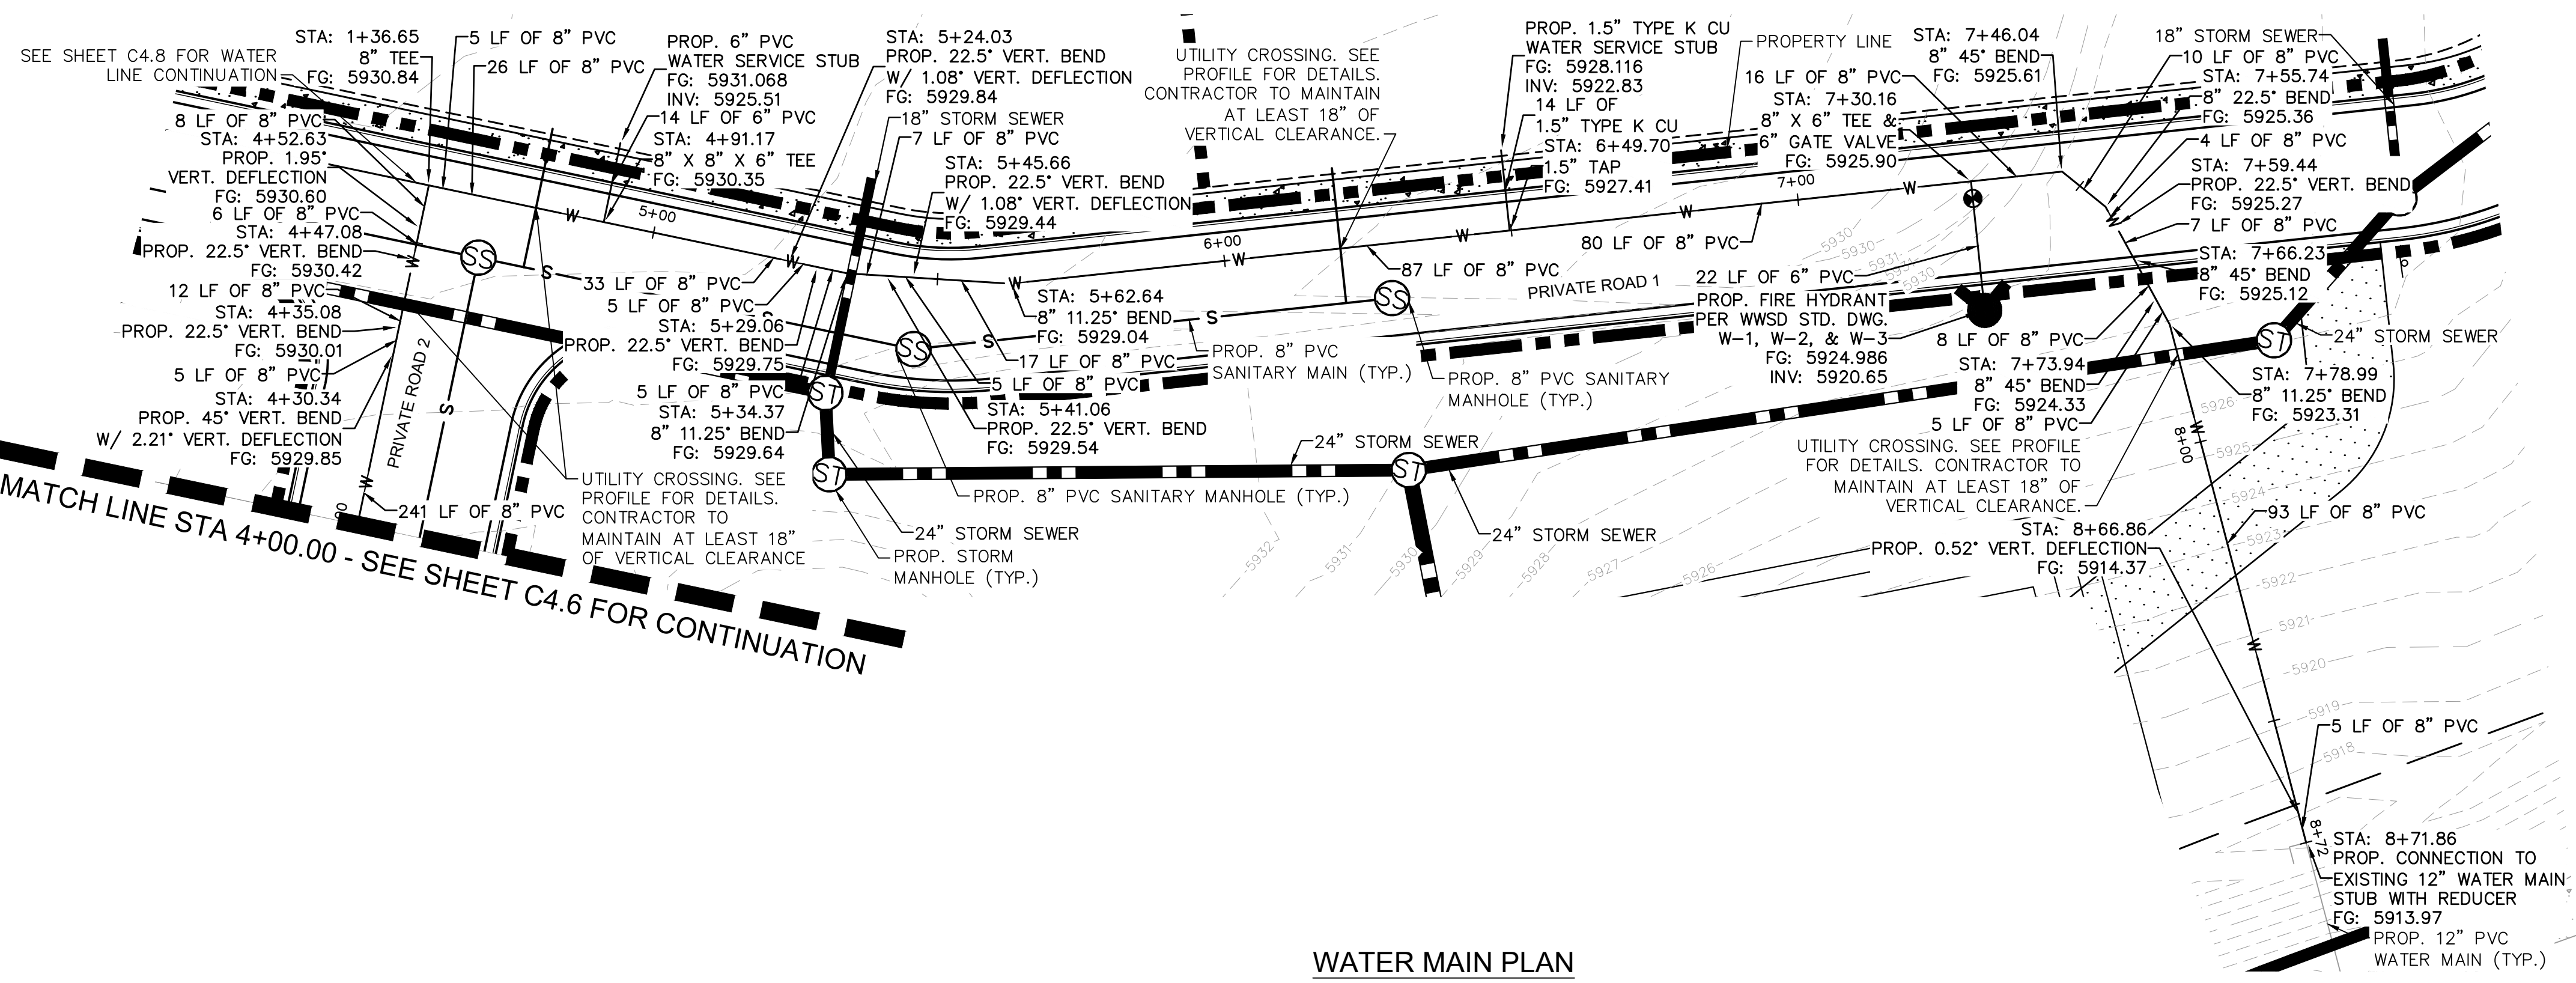 SEE SHEET C4.8 FOR WATER
LINE CONTINUATION
STA: 1+36.65
8" TEE
FG: 5930.84
5 LF OF 8" PVC
26 LF OF 8" PVC
PROP. 6" PVC
WATER SERVICE STUB
FG: 5931.068
INV: 5925.51
14 LF OF 6" PVC
STA: 4+91.17
8" X 8" X 6" TEE
FG: 5930.35
STA: 5+24.03
PROP. 22.5° VERT. BEND
W/ 1.08° VERT. DEFLECTION
FG: 5929.84
18" STORM SEWER
7 LF OF 8" PVC
STA: 5+45.66
PROP. 22.5° VERT. BEND
W/ 1.08° VERT. DEFLECTION
FG: 5929.44
UTILITY CROSSING. SEE
PROFILE FOR DETAILS.
CONTRACTOR TO MAINTAIN
AT LEAST 18" OF
VERTICAL CLEARANCE.
PROP. 1.5" TYPE K CU
WATER SERVICE STUB
FG: 5928.116
INV: 5922.83
14 LF OF
1.5" TYPE K CU
STA: 6+49.70
1.5" TAP
FG: 5927.41
PROPERTY LINE
16 LF OF 8" PVC
STA: 7+30.16
8" X 6" TEE &
6" GATE VALVE
FG: 5925.90
STA: 7+46.04
8" 45° BEND
FG: 5925.61
18" STORM SEWER
10 LF OF 8" PVC
STA: 7+55.74
8" 22.5° BEND
FG: 5925.36
4 LF OF 8" PVC
STA: 7+59.44
PROP. 22.5° VERT. BEND
FG: 5925.27
7 LF OF 8" PVC
STA: 7+66.23
8" 45° BEND
FG: 5925.12
8 LF OF 8" PVC
STA: 4+52.63
PROP. 1.95°
VERT. DEFLECTION
FG: 5930.60
6 LF OF 8" PVC
STA: 4+47.08
PROP. 22.5° VERT. BEND
FG: 5930.42
12 LF OF 8" PVC
STA: 4+35.08
PROP. 22.5° VERT. BEND
FG: 5930.01
5 LF OF 8" PVC
STA: 4+30.34
PROP. 45° VERT. BEND
W/ 2.21° VERT. DEFLECTION
FG: 5929.85
PRIVATE ROAD 2
241 LF OF 8" PVC
W
W
W
W
W
W
W
W
W
W
W
W
S
S
S
S
SS
SS
SS
5+00
6+00
7+00
8+00
8+72
33 LF OF 8" PVC
5 LF OF 8" PVC
STA: 5+29.06
PROP. 22.5° VERT. BEND
FG: 5929.75
5 LF OF 8" PVC
STA: 5+34.37
8" 11.25° BEND
FG: 5929.64
STA: 5+62.64
8" 11.25° BEND
FG: 5929.04
17 LF OF 8" PVC
5 LF OF 8" PVC
STA: 5+41.06
PROP. 22.5° VERT. BEND
FG: 5929.54
PROP. 8" PVC
SANITARY MAIN (TYP.)
87 LF OF 8" PVC
80 LF OF 8" PVC
PRIVATE ROAD 1
PROP. 8" PVC SANITARY
MANHOLE (TYP.)
22 LF OF 6" PVC
PROP. FIRE HYDRANT
PER WWSD STD. DWG.
W-1, W-2, & W-3
FG: 5924.986
INV: 5920.65
8 LF OF 8" PVC
STA: 7+73.94
8" 45° BEND
FG: 5924.33
5 LF OF 8" PVC
UTILITY CROSSING. SEE PROFILE
FOR DETAILS. CONTRACTOR TO
MAINTAIN AT LEAST 18" OF
VERTICAL CLEARANCE.
STA: 8+66.86
PROP. 0.52° VERT. DEFLECTION
FG: 5914.37
24" STORM SEWER
STA: 7+78.99
8" 11.25° BEND
FG: 5923.31
93 LF OF 8" PVC
5 LF OF 8" PVC
STA: 8+71.86
PROP. CONNECTION TO
EXISTING 12" WATER MAIN
STUB WITH REDUCER
FG: 5913.97
PROP. 12" PVC
WATER MAIN (TYP.)
UTILITY CROSSING. SEE
PROFILE FOR DETAILS.
CONTRACTOR TO
MAINTAIN AT LEAST 18"
OF VERTICAL CLEARANCE
24" STORM SEWER
PROP. STORM
MANHOLE (TYP.)
PROP. 8" PVC SANITARY MANHOLE (TYP.)
24" STORM SEWER
24" STORM SEWER
ST
ST
ST
ST
5930
5930
5931
5931
5930
5932
5931
5930
5929
5928
5927
5926
5926
5925
5924
5923
5922
5921
5920
5919
5918
MATCH LINE STA 4+00.00 - SEE SHEET C4.6 FOR CONTINUATION
WATER MAIN PLAN